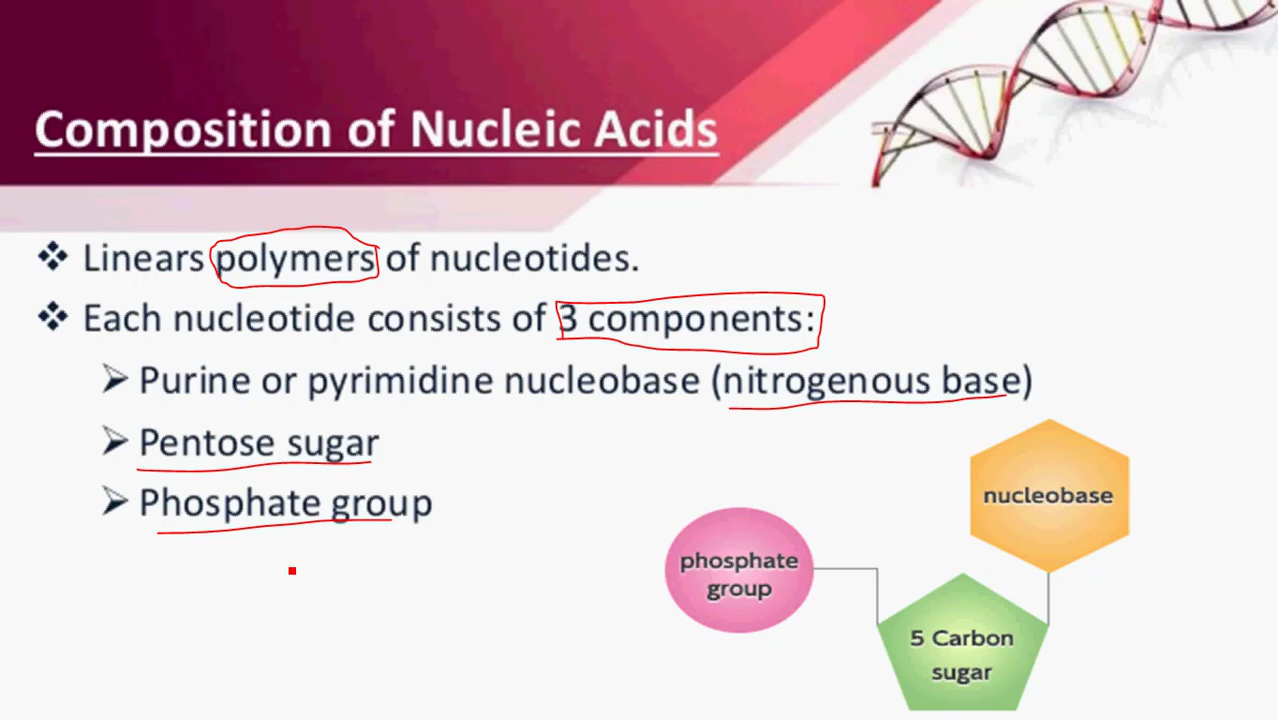 Composition of Nucleic Acids
Linears polymers of nucleotides.
Each nucleotide consists of 3 components:
Purine or pyrimidine nucleobase (nitrogenous base)
Pentose sugar
Phosphate group
nucleobase
phosphate
group
5 Carbon
sugar